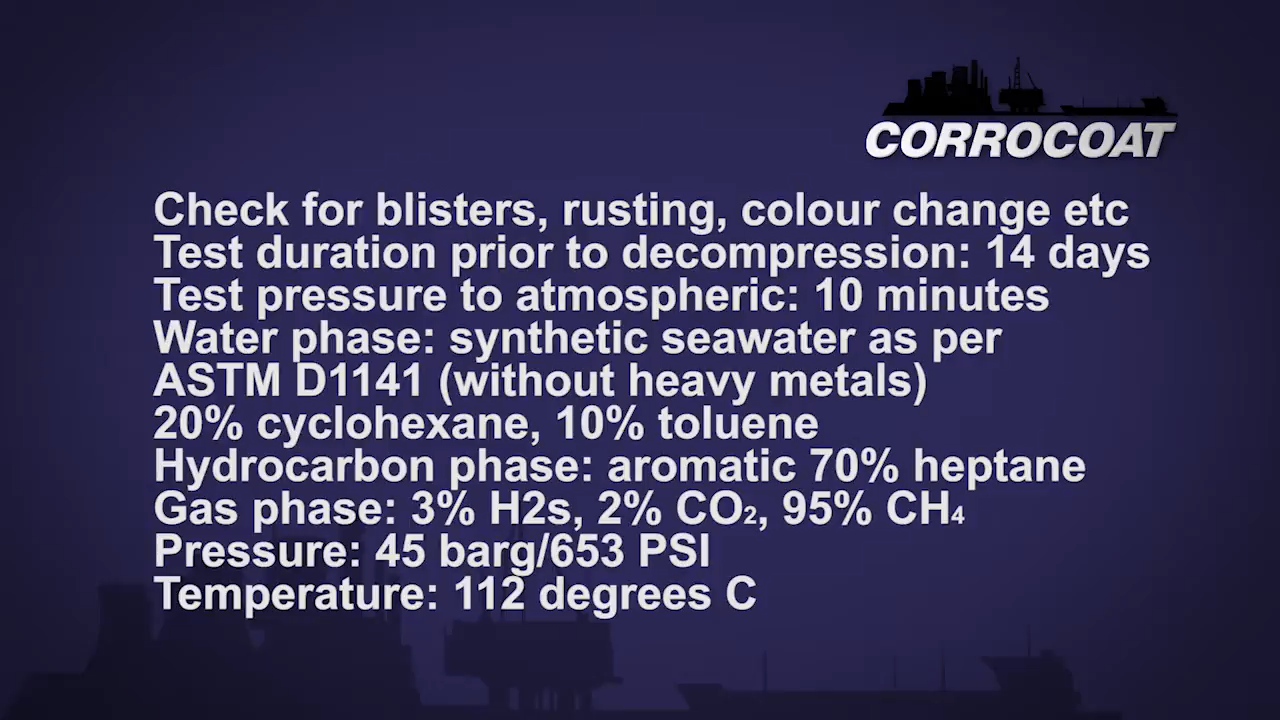 CORROCOAT
Check for blisters, rusting, colour change etc
Test duration prior to decompression: 14 days
Test pressure to atmospheric: 10 minutes
Water phase: synthetic seawater as per
ASTM D1141 (without heavy metals)
20% cyclohexane, 10% toluene
Hydrocarbon phase: aromatic 70% heptane
Gas phase: 3% H2s, 2% CO₂, 95% CH₄
Pressure: 45 barg/653 PSI
Temperature: 112 degrees C